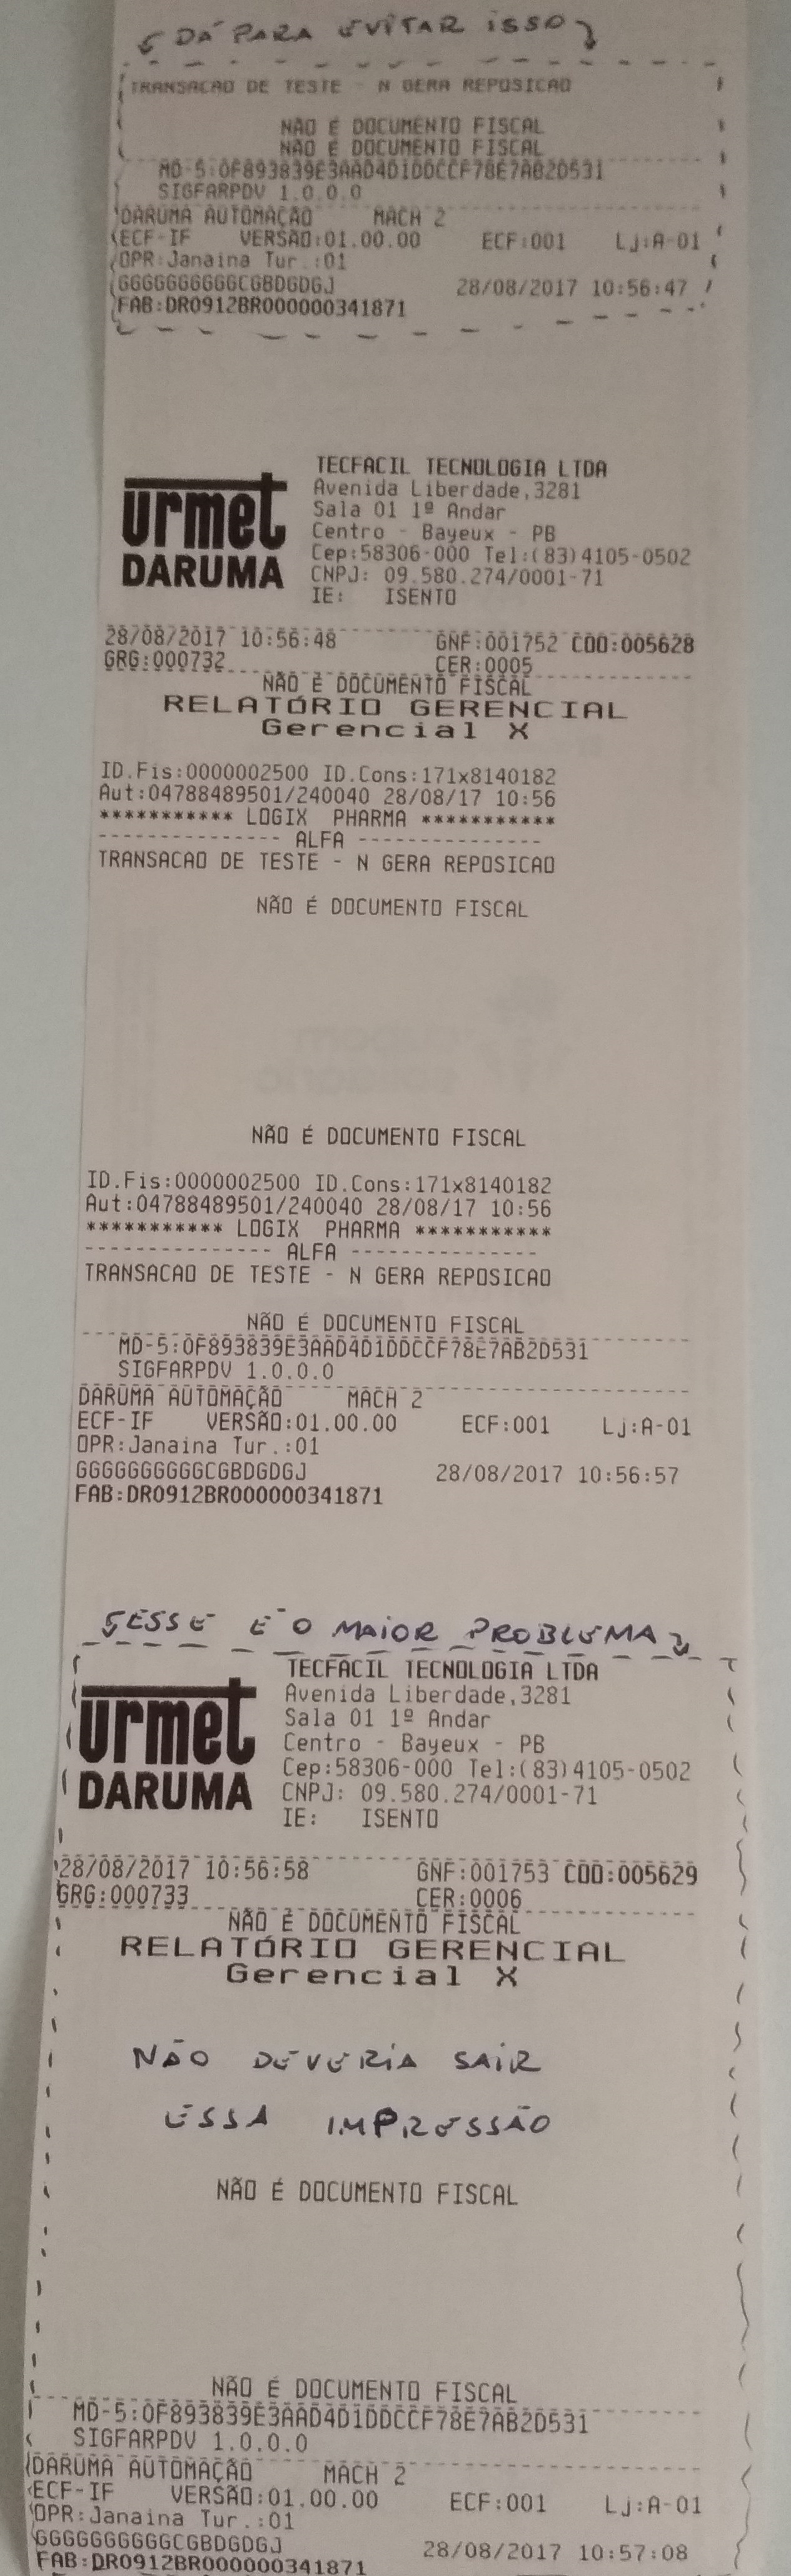 DÁ PARA EVITAR ISSO
TRANSACAO DE TESTE - N GERA REPOSICAO
NÃO É DOCUMENTO FISCAL
NÃO É DOCUMENTO FISCAL
MD-5:0F893839E3AAD4D1DDCCF78E7AB2D531
SIGFARPDV 1.0.0.0
DARUMA AUTOMAÇÃO MACH 2
ECF-IF VERSÃO:01.00.00 ECF:001 Lj:A-01
OPR:Janaina Tur.:01
GGGGGGGGGGCGBDGDGJ 28/08/2017 10:56:47
FAB:DR0912BR000000341871
urmet
DARUMA
TECFACIL TECNOLOGIA LTDA
Avenida Liberdade,3281
Sala 01 1º Andar
Centro - Bayeux - PB
Cep:58306-000 Tel:(83)4105-0502
CNPJ: 09.580.274/0001-71
IE: ISENTO
28/08/2017 10:56:48 GNF:001752 COO:005628
GRG:000732 CER:0005
NÃO É DOCUMENTO FISCAL
RELATÓRIO GERENCIAL
Gerencial X
ID.Fis:0000002500 ID.Cons:171x8140182
Aut:04788489501/240040 28/08/17 10:56
*********** LOGIX PHARMA ***********
--------------- ALFA ---------------
TRANSACAO DE TESTE - N GERA REPOSICAO
NÃO É DOCUMENTO FISCAL
NÃO É DOCUMENTO FISCAL
ID.Fis:0000002500 ID.Cons:171x8140182
Aut:04788489501/240040 28/08/17 10:56
*********** LOGIX PHARMA ***********
--------------- ALFA ---------------
TRANSACAO DE TESTE - N GERA REPOSICAO
NÃO É DOCUMENTO FISCAL
MD-5:0F893839E3AAD4D1DDCCF78E7AB2D531
SIGFARPDV 1.0.0.0
DARUMA AUTOMAÇÃO MACH 2
ECF-IF VERSÃO:01.00.00 ECF:001 Lj:A-01
OPR:Janaina Tur.:01
GGGGGGGGGGCGBDGDGJ 28/08/2017 10:56:57
FAB:DR0912BR000000341871
ESSE É O MAIOR PROBLEMA
urmet
DARUMA
TECFACIL TECNOLOGIA LTDA
Avenida Liberdade,3281
Sala 01 1º Andar
Centro - Bayeux - PB
Cep:58306-000 Tel:(83)4105-0502
CNPJ: 09.580.274/0001-71
IE: ISENTO
28/08/2017 10:56:58 GNF:001753 COO:005629
GRG:000733 CER:0006
NÃO É DOCUMENTO FISCAL
RELATÓRIO GERENCIAL
Gerencial X
NÃO DEVERIA SAIR
ESSA IMPRESSÃO
NÃO É DOCUMENTO FISCAL
NÃO É DOCUMENTO FISCAL
MD-5:0F893839E3AAD4D1DDCCF78E7AB2D531
SIGFARPDV 1.0.0.0
DARUMA AUTOMAÇÃO MACH 2
ECF-IF VERSÃO:01.00.00 ECF:001 Lj:A-01
OPR:Janaina Tur.:01
GGGGGGGGGGCGBDGDGJ 28/08/2017 10:57:08
FAB:DR0912BR000000341871